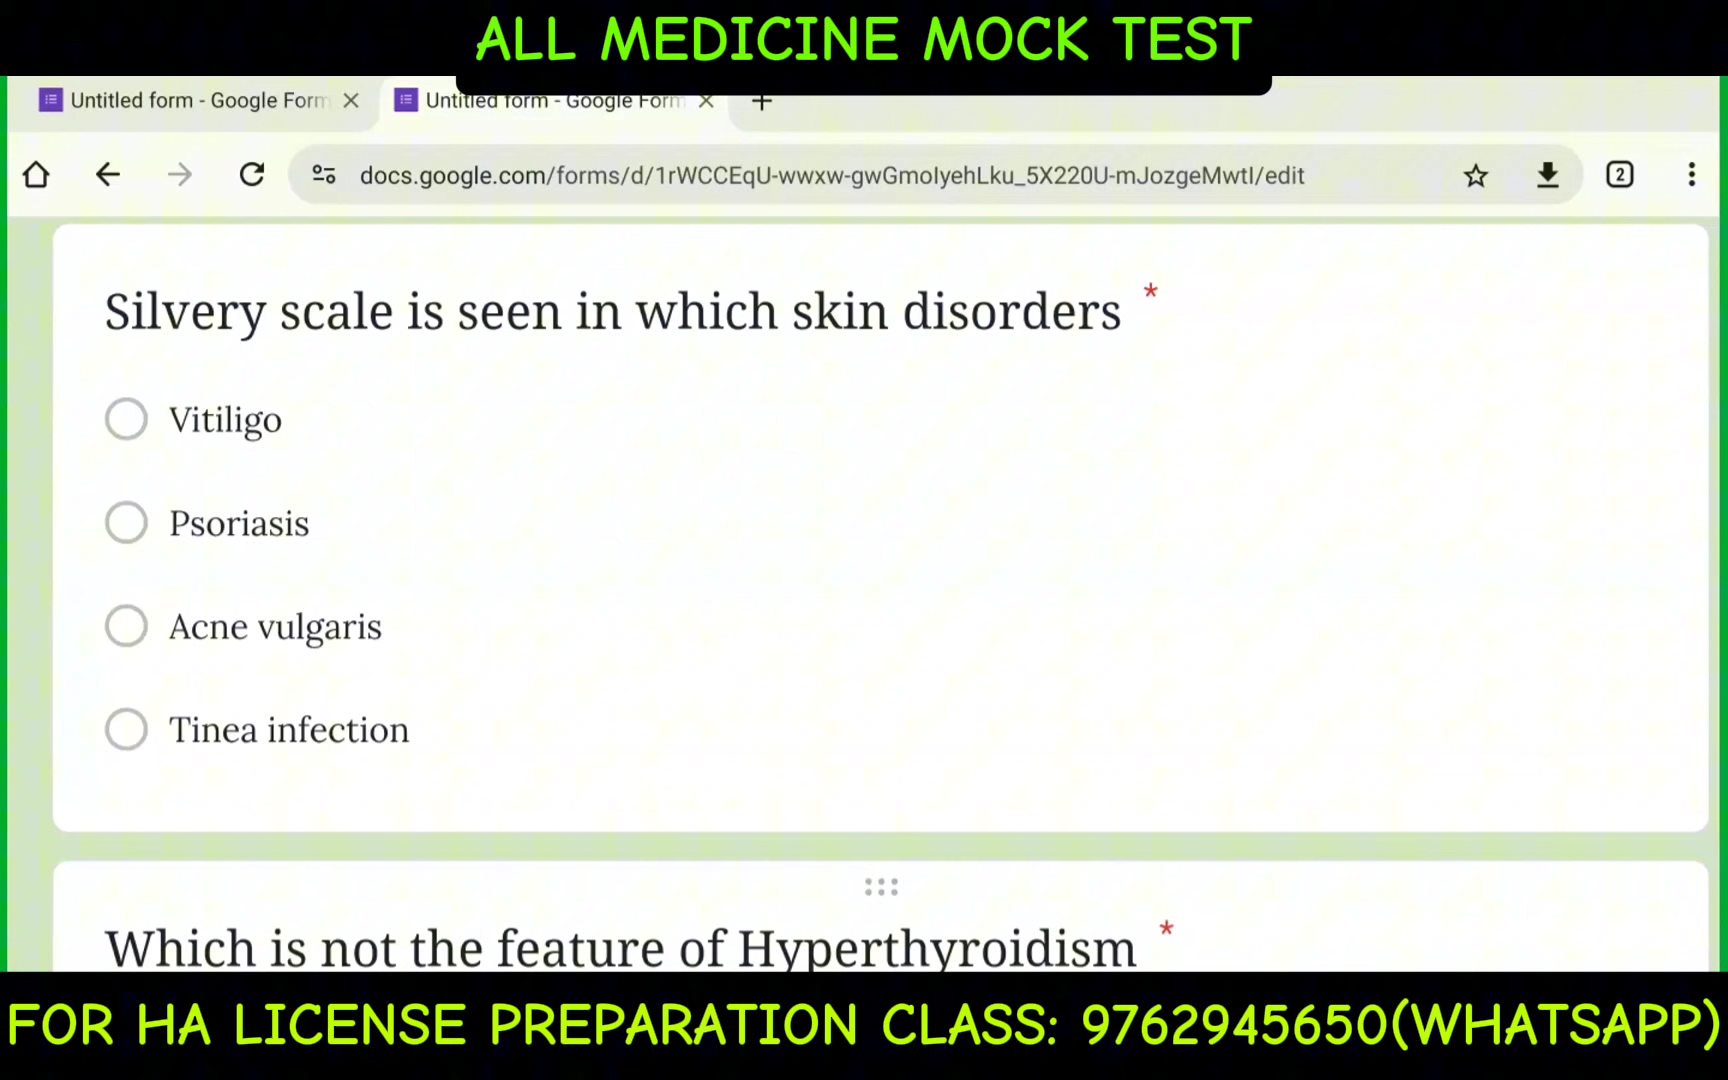 ALL MEDICINE MOCK TEST
Untitled form - Google Form
Untitled form - Google Form
docs.google.com/forms/d/1rWCCEqU-wwxw-gwGmoIyehLku_5X220U-mJozgeMwtI/edit
2
Silvery scale is seen in which skin disorders *
Vitiligo
Psoriasis
Acne vulgaris
Tinea infection
Which is not the feature of Hyperthyroidism *
FOR HA LICENSE PREPARATION CLASS: 9762945650(WHATSAPP)